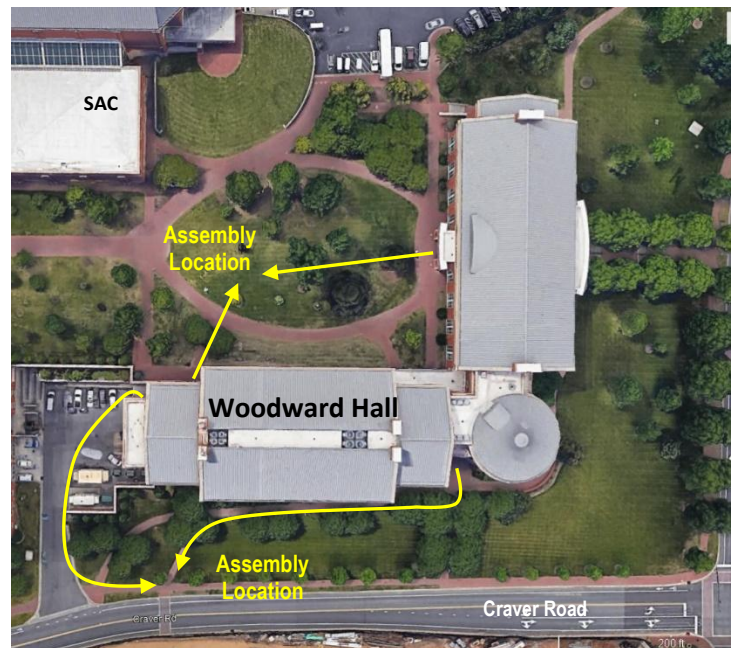 SAC
Assembly
Location
Woodward Hall
Assembly
Location
Craver Road
Craver Rd
200 ft